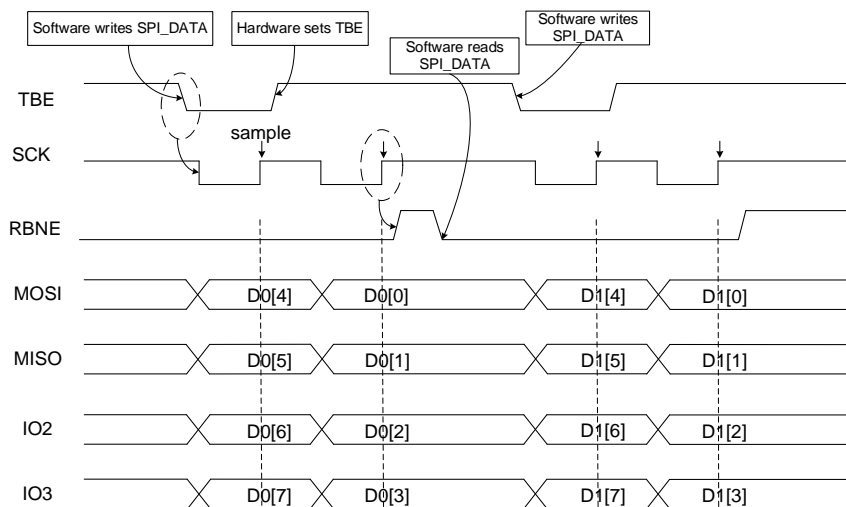 Software writes SPI_DATA
Hardware sets TBE
Software reads
SPI_DATA
Software writes
SPI_DATA
TBE
sample
SCK
RBNE
MOSI
D0[4]
D0[0]
D1[4]
D1[0]
MISO
D0[5]
D0[1]
D1[5]
D1[1]
IO2
D0[6]
D0[2]
D1[6]
D1[2]
IO3
D0[7]
D0[3]
D1[7]
D1[3]